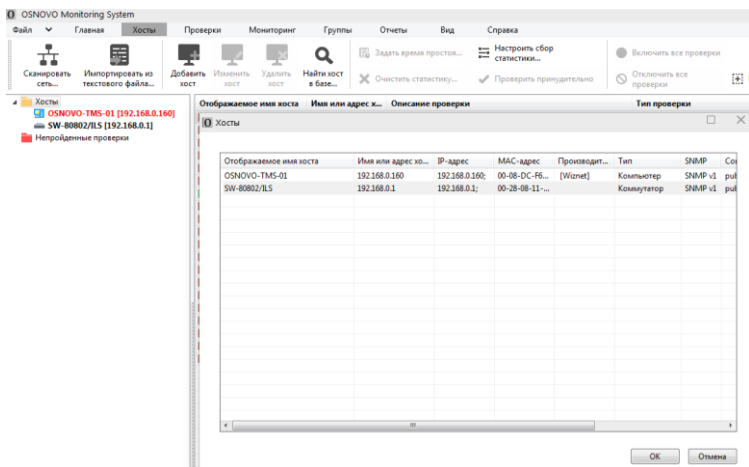 OSNOVO Monitoring System
Файл Главная Хосты Проверки Мониторинг Группы Отчеты Вид Справка
Сканировать сеть...
Импортировать из текстового файла...
Добавить хост
Изменить хост
Удалить хост
Найти хост в базе...
Задать время простоя...
Очистить статистику...
Настроить сбор статистики...
Проверить принудительно
Включить все проверки
Отключить все проверки
Хосты
OSNOVO-TMS-01 [192.168.0.160]
SW-80802/ILS [192.168.0.1]
Непройденные проверки
Отображаемое имя хоста Имя или адрес х... Описание проверки Тип проверки
Хосты
Отображаемое имя хоста Имя или адрес хо... IP-адрес MAC-адрес Производит... Тип SNMP Co
OSNOVO-TMS-01 192.168.0.160 192.168.0.160; 00-08-DC-F6... [Wiznet] Компьютер SNMP v1 pul
SW-80802/ILS 192.168.0.1 192.168.0.1; 00-28-08-11-... Коммутатор SNMP v1 pul
OK Отмена